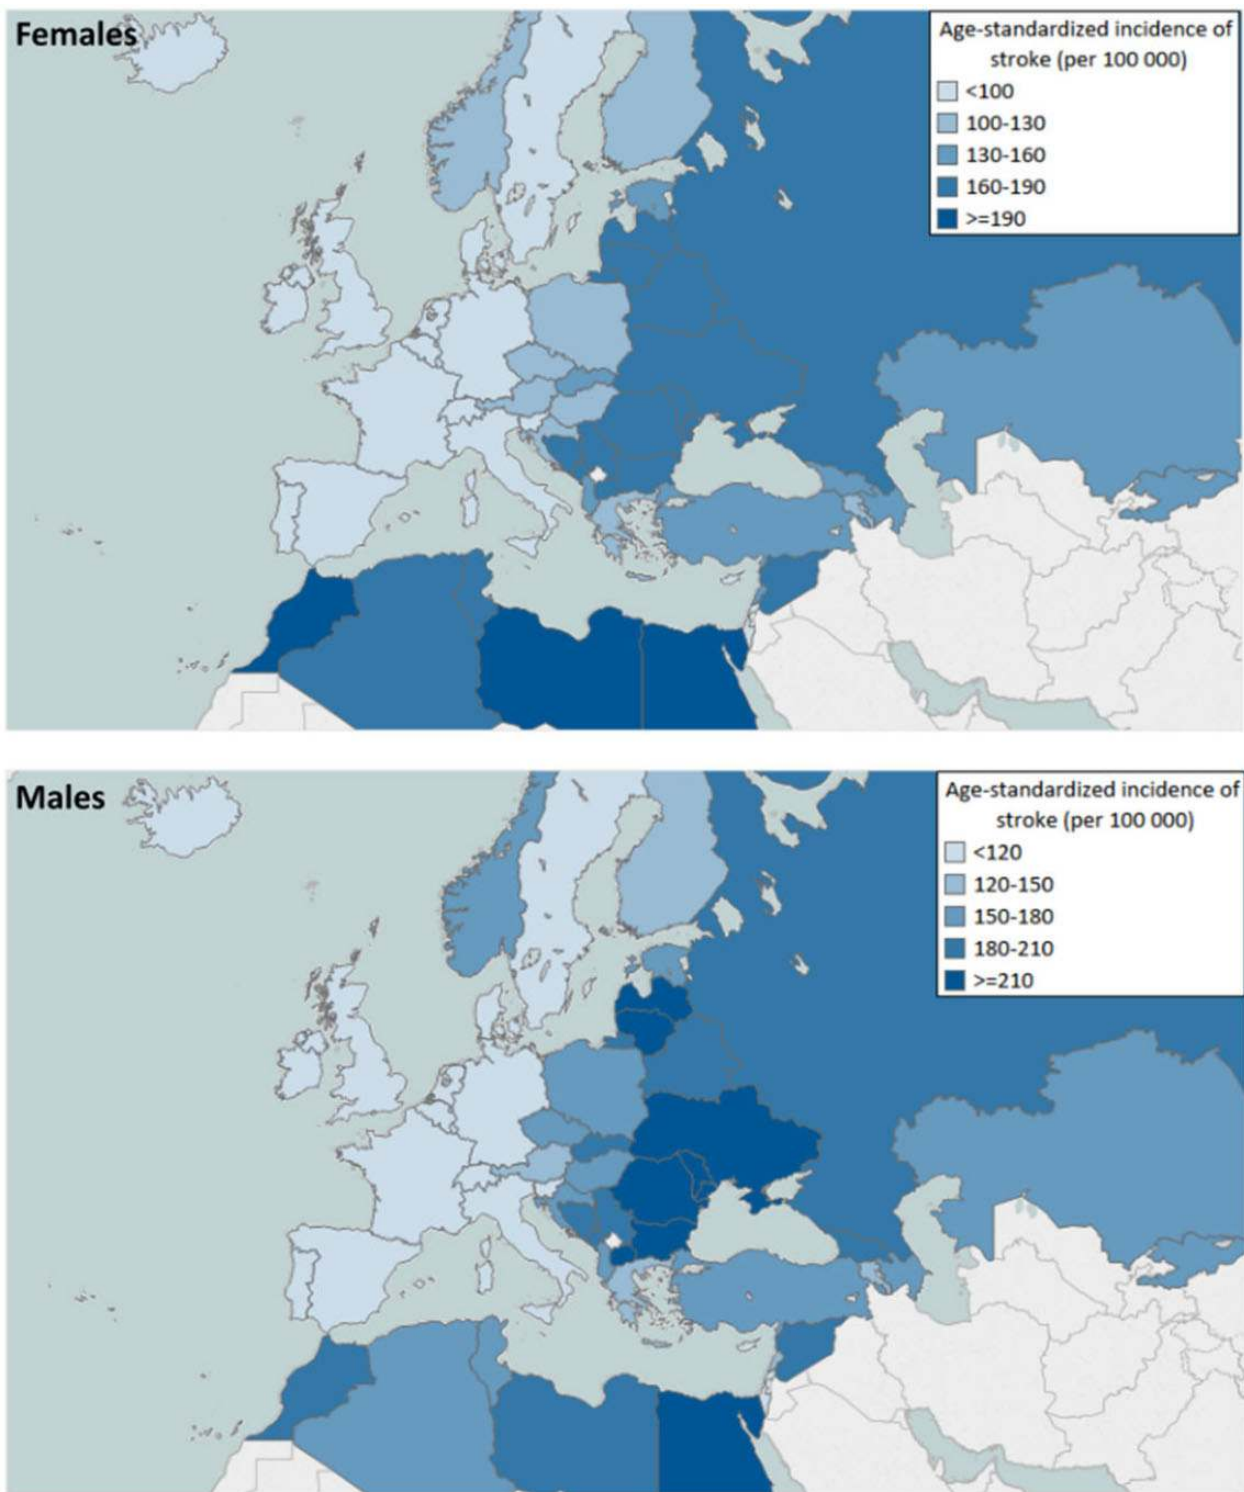 Females
Age-standardized incidence of
stroke (per 100 000)
<100
100-130
130-160
160-190
>=190
Males
Age-standardized incidence of
stroke (per 100 000)
<120
120-150
150-180
180-210
>=210